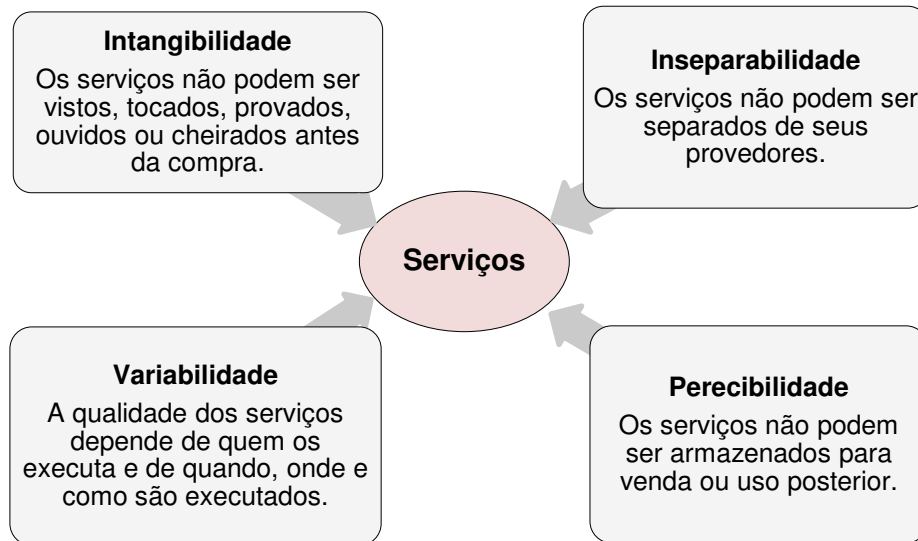 Intangibilidade
Os serviços não podem ser
vistos, tocados, provados,
ouvidos ou cheirados antes
da compra.
Inseparabilidade
Os serviços não podem ser
separados de seus
provedores.
Serviços
Variabilidade
A qualidade dos serviços
depende de quem os
executa e de quando, onde e
como são executados.
Perecibilidade
Os serviços não podem
ser armazenados para
venda ou uso posterior.